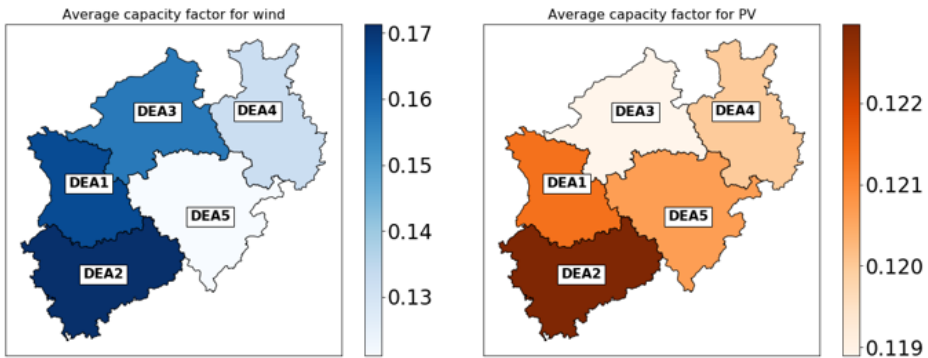 Average capacity factor for wind
DEA3
DEA4
DEA1
DEA5
DEA2
0.17
0.16
0.15
0.14
0.13
Average capacity factor for PV
DEA3
DEA4
DEA1
DEA5
DEA2
0.122
0.121
0.120
0.119